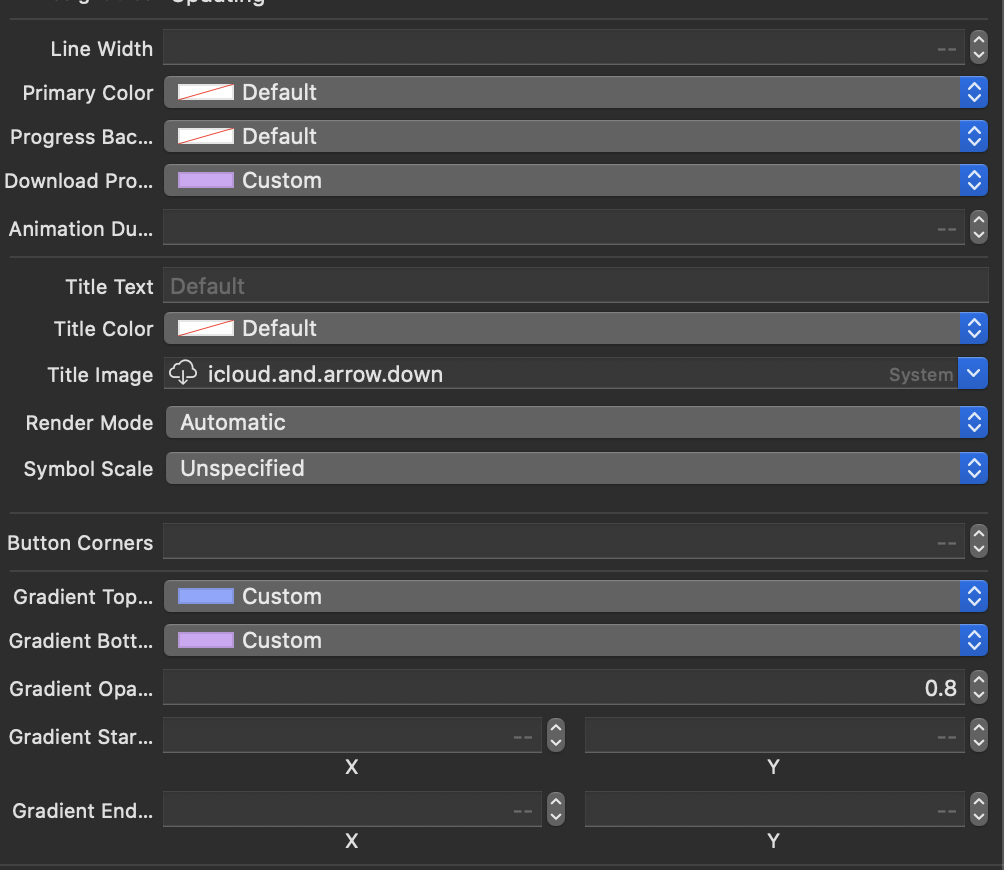 Updating
Line Width --
Primary Color Default
Progress Bac... Default
Download Pro... Custom
Animation Du... --
Title Text Default
Title Color Default
Title Image icloud.and.arrow.down System
Render Mode Automatic
Symbol Scale Unspecified
Button Corners --
Gradient Top... Custom
Gradient Bott... Custom
Gradient Opa... 0.8
Gradient Star... -- --
X Y
Gradient End... -- --
X Y